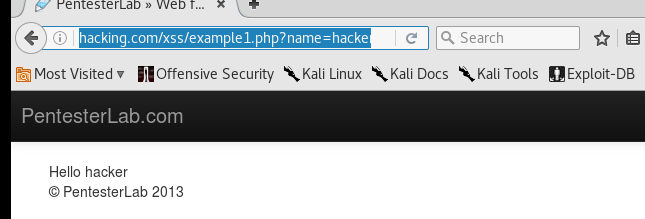 PentesterLab » Web f...
hacking.com/xss/example1.php?name=hacker
Search
Most Visited Offensive Security Kali Linux Kali Docs Kali Tools Exploit-DB
PentesterLab.com
Hello hacker
© PentesterLab 2013